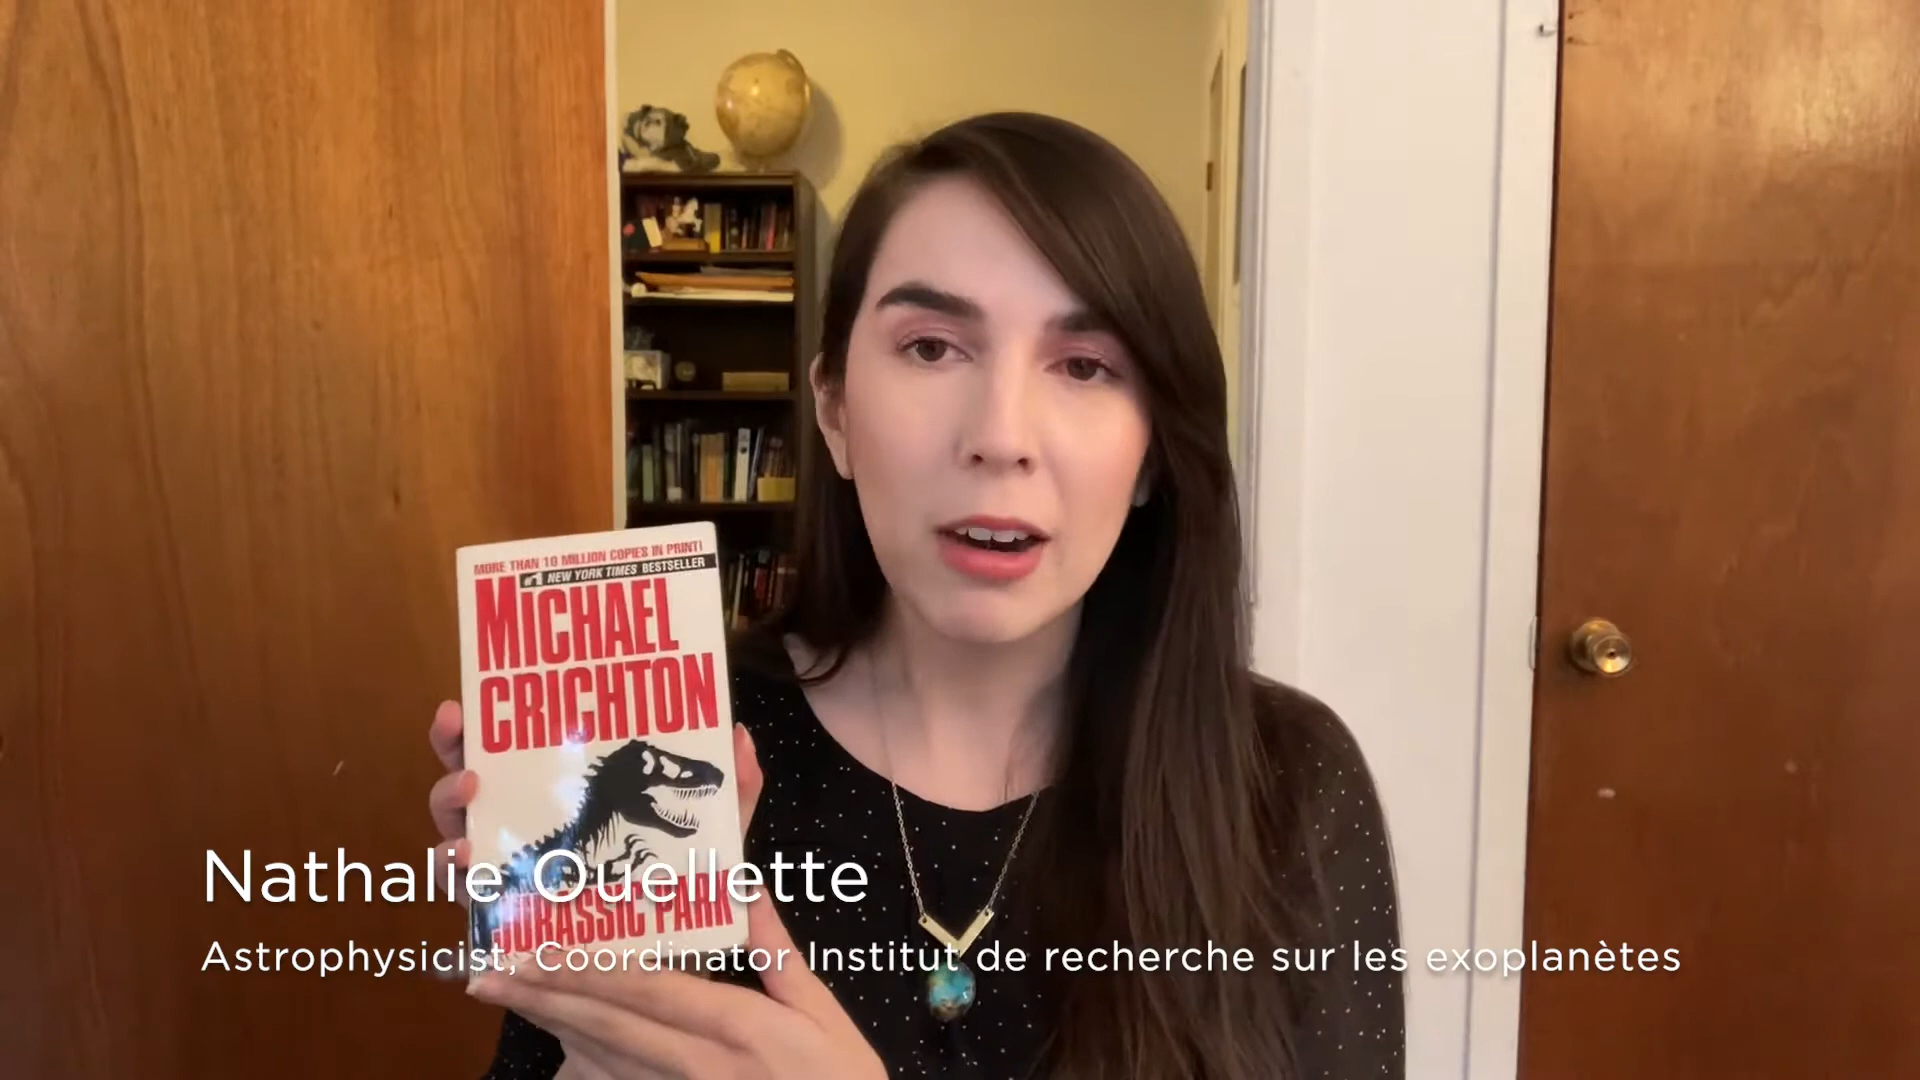 MORE THAN 10 MILLION COPIES IN PRINT!
#1 NEW YORK TIMES BESTSELLER
MICHAEL
CRICHTON
JURASSIC PARK
Nathalie Ouellette
Astrophysicist, Coordinator Institut de recherche sur les exoplanètes